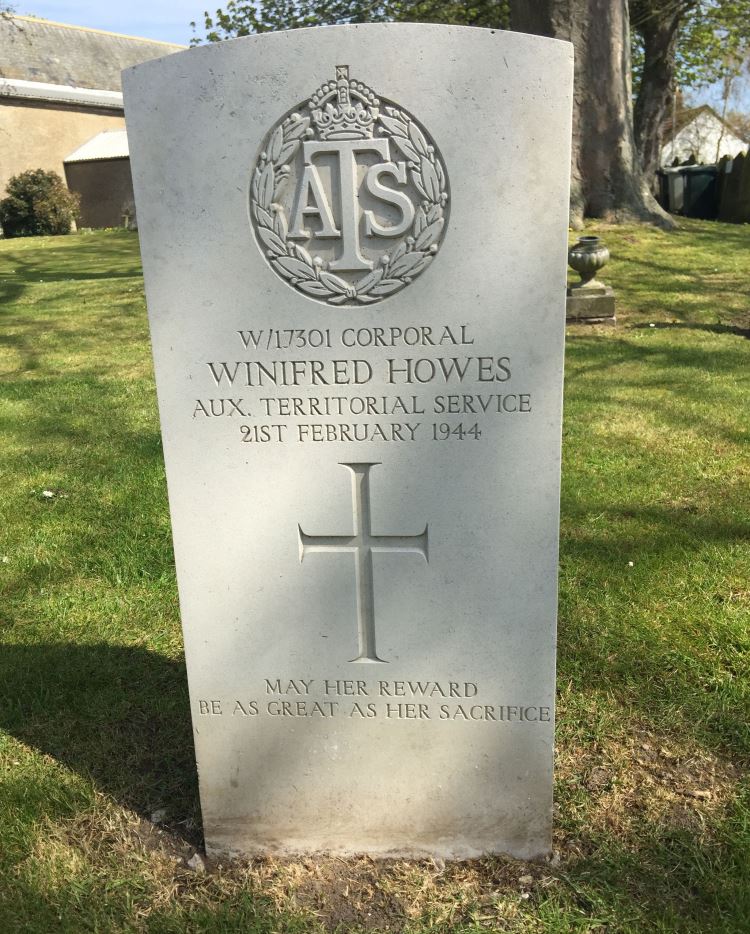 ATS
W/17301 CORPORAL
WINIFRED HOWES
AUX. TERRITORIAL SERVICE
21ST FEBRUARY 1944
MAY HER REWARD
BE AS GREAT AS HER SACRIFICE